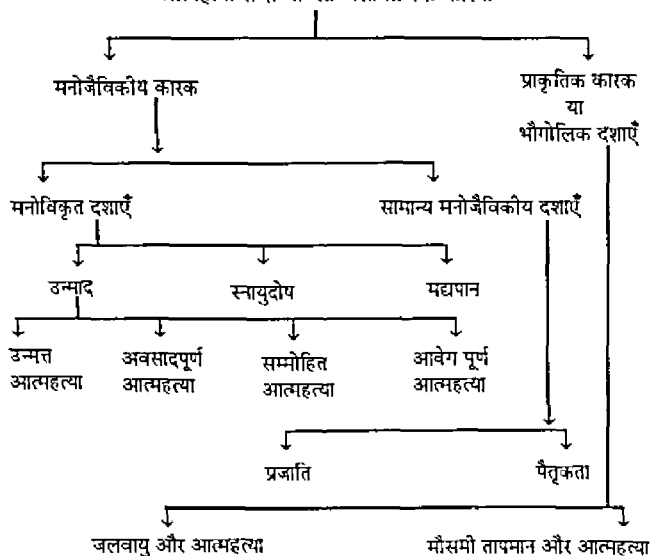 मनोजैविकीय कारक
प्राकृतिक कारक
या
भौगोलिक दशाएँ
मनोविकृत दशाएँ
सामान्य मनोजैविकीय दशाएँ
उन्माद
स्नायुदोष
मद्यपान
उन्मत्त
आत्महत्या
अवसादपूर्ण
आत्महत्या
सम्मोहित
आत्महत्या
आवेग पूर्ण
आत्महत्या
प्रजाति
पैतृकता
जलवायु और आत्महत्या
मौसमी तापमान और आत्महत्या